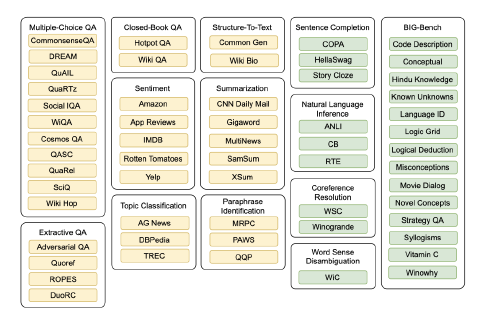 Multiple-Choice QA
CommonsenseQA
DREAM
QuAIL
QuaRTz
Social IQA
WiQA
Cosmos QA
QASC
QuaRel
SciQ
Wiki Hop
Extractive QA
Adversarial QA
Quoref
ROPES
DuoRC
Closed-Book QA
Hotpot QA
Wiki QA
Sentiment
Amazon
App Reviews
IMDB
Rotten Tomatoes
Yelp
Topic Classification
AG News
DBPedia
TREC
Structure-To-Text
Common Gen
Wiki Bio
Summarization
CNN Daily Mail
Gigaword
MultiNews
SamSum
XSum
Paraphrase
Identification
MRPC
PAWS
QQP
Sentence Completion
COPA
HellaSwag
Story Cloze
Natural Language
Inference
ANLI
CB
RTE
Coreference
Resolution
WSC
Winogrande
Word Sense
Disambiguation
WiC
BIG-Bench
Code Description
Conceptual
Hindu Knowledge
Known Unknowns
Language ID
Logic Grid
Logical Deduction
Misconceptions
Movie Dialog
Novel Concepts
Strategy QA
Syllogisms
Vitamin C
Winowhy